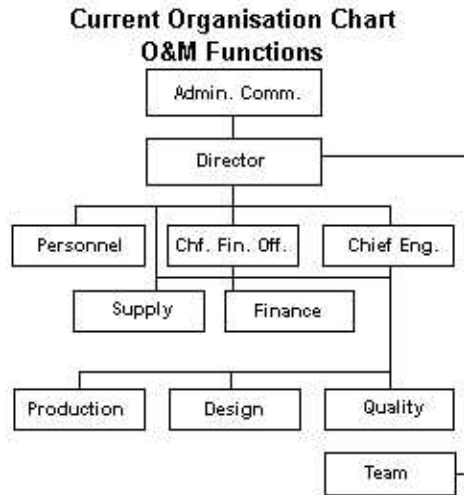 Current Organisation Chart
O&M Functions
Admin. Comm.
Director
Personnel
Chf. Fin. Off.
Chief Eng.
Supply
Finance
Production
Design
Quality
Team